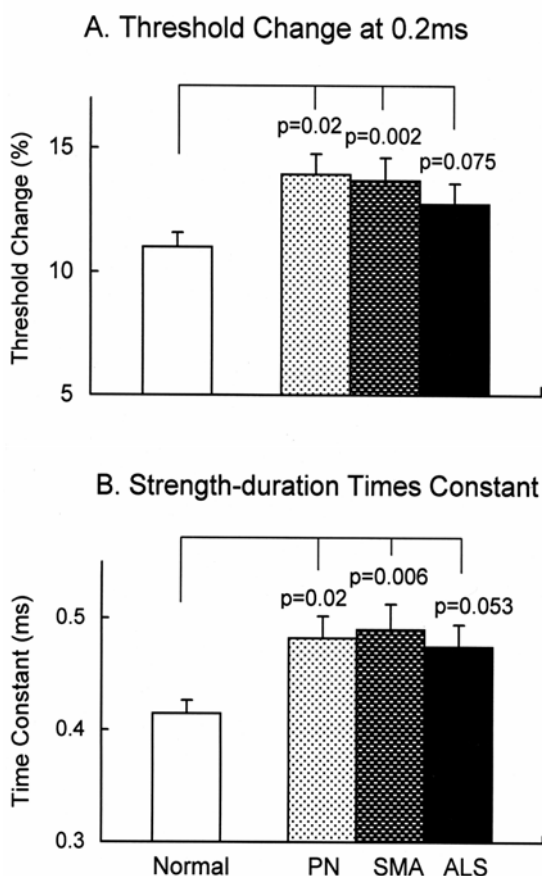 A. Threshold Change at 0.2ms
Threshold Change (%)
15
10
5
p=0.02
p=0.002
p=0.075
B. Strength-duration Times Constant
Time Constant (ms)
0.5
0.4
0.3
p=0.02
p=0.006
p=0.053
Normal PN SMA ALS